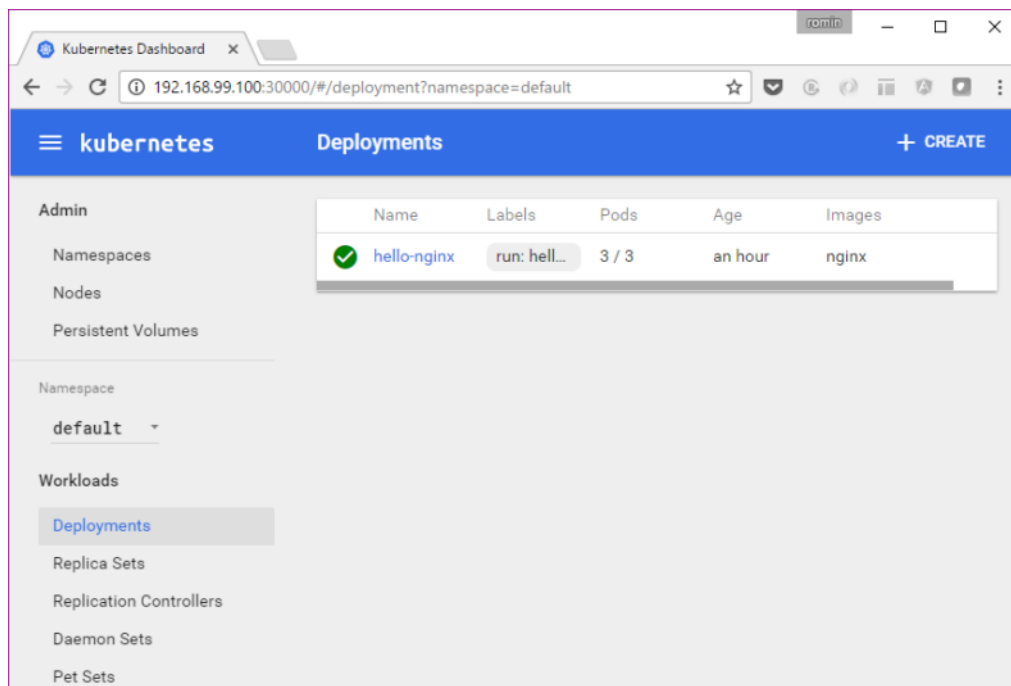 romin
Kubernetes Dashboard
192.168.99.100:30000/#/deployment?namespace=default
kubernetes
Deployments
+ CREATE
Admin
Namespaces
Nodes
Persistent Volumes
Namespace
default
Workloads
Deployments
Replica Sets
Replication Controllers
Daemon Sets
Pet Sets
Name Labels Pods Age Images
hello-nginx run: hell... 3 / 3 an hour nginx